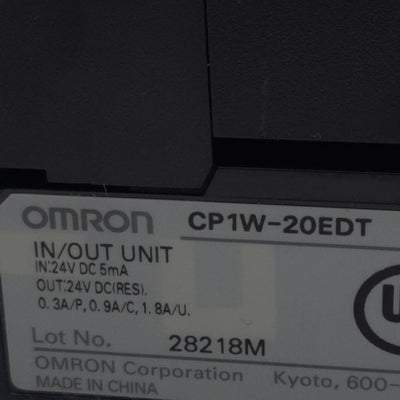 OMRON CP1W-20EDT
IN/OUT UNIT
IN:24V DC 5mA
OUT:24V DC(RES).
0.3A/P, 0.9A/C, 1.8A/U.
Lot No. 28218M
OMRON Corporation Kyoto, 600-
MADE IN CHINA